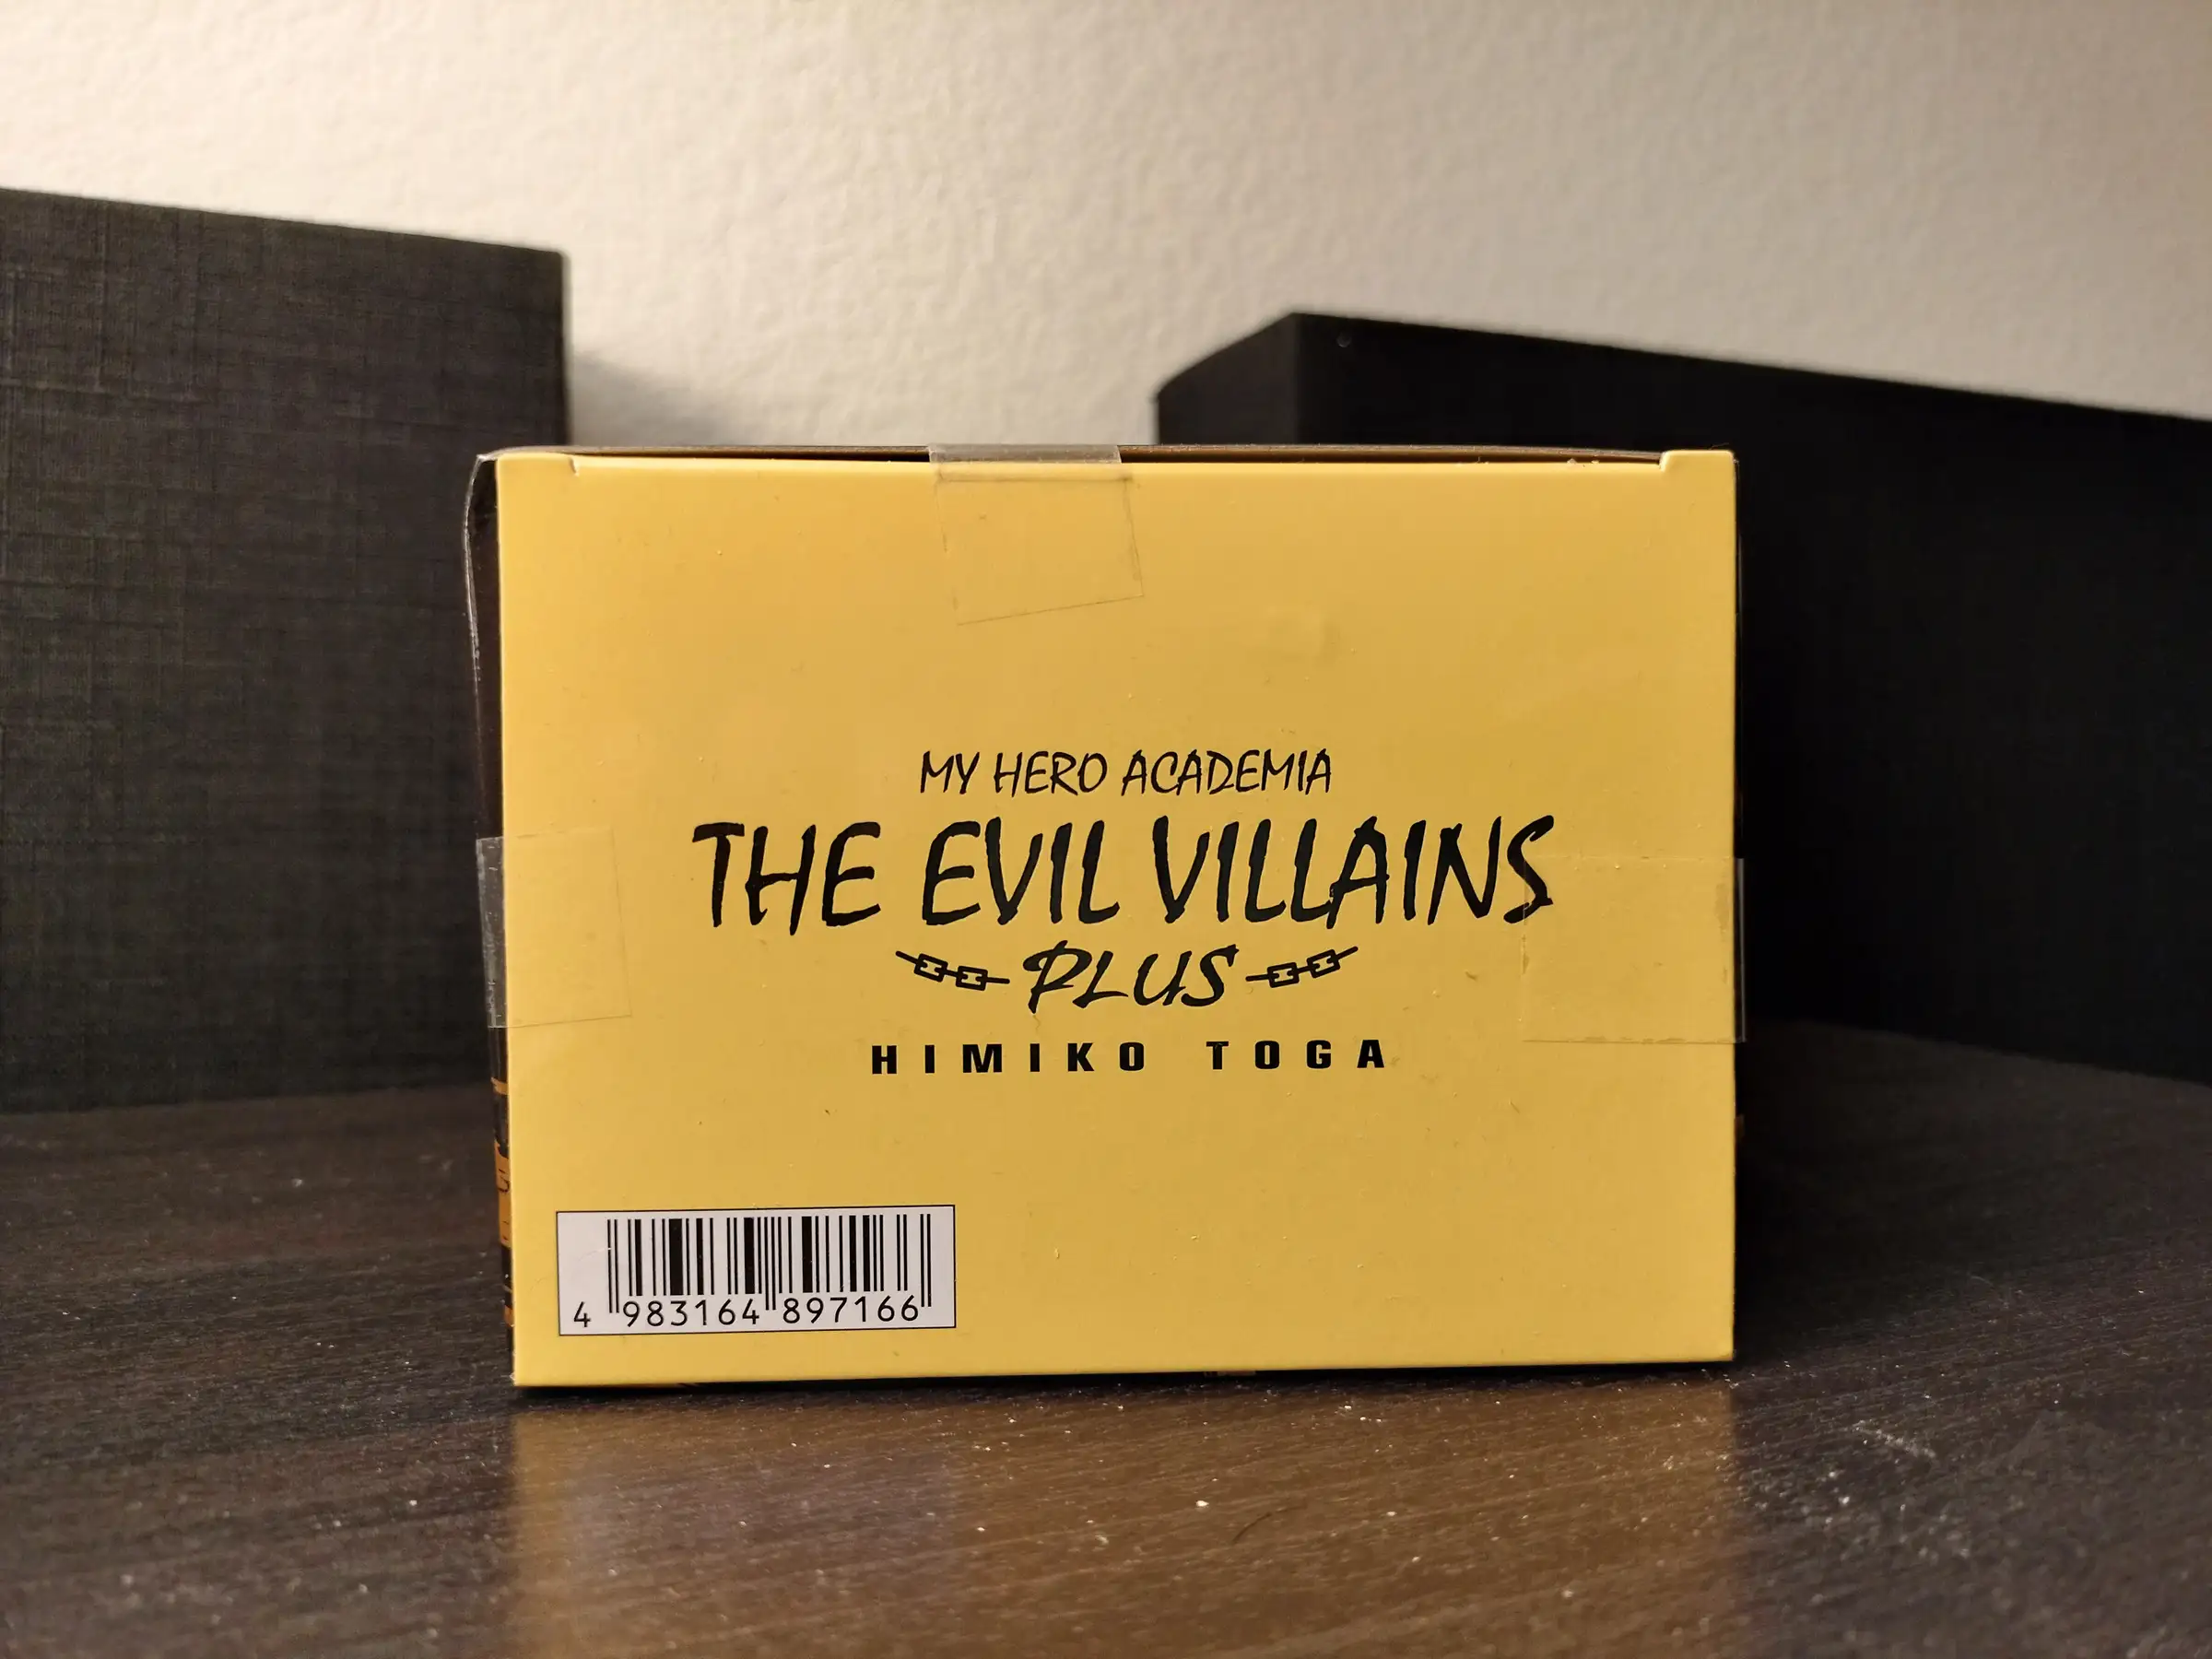 MY HERO ACADEMIA
THE EVIL VILLAINS
PLUS
HIMIKO TOGA
4 983164 897166